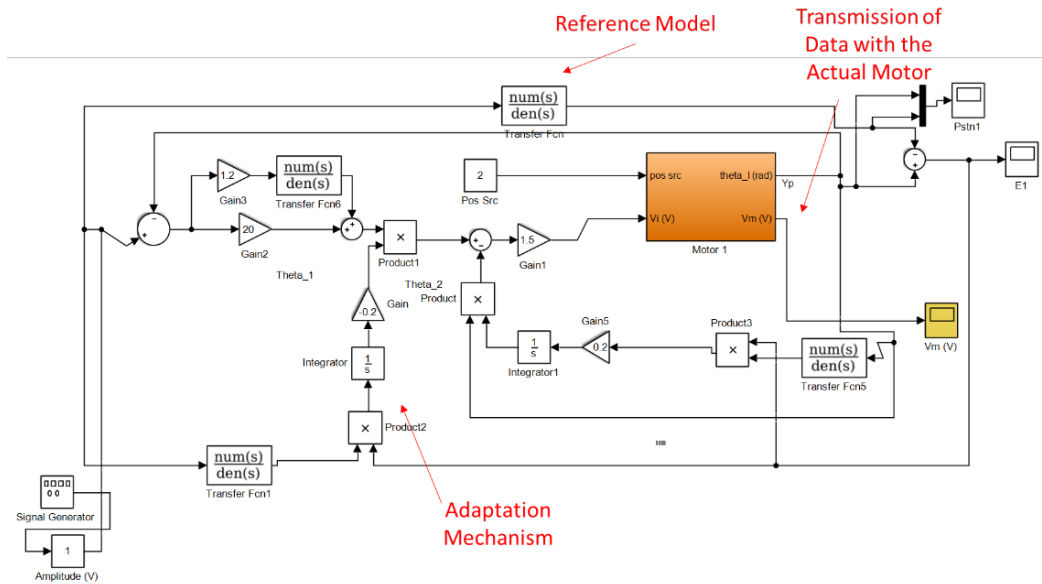 Reference Model
Transmission of
Data with the
Actual Motor
num(s)
den(s)
Transfer Fcn
Pstn1
− +
E1
1.2
Gain3
num(s)
den(s)
Transfer Fcn6
2
Pos Src
pos src
theta_l (rad)
Yp
Vi (V)
Vm (V)
Motor 1
− +
20
Gain2
+ +
×
Product1
+ −
1.5
Gain1
Theta_1
Theta_2
Product
×
-0.2
Gain
Gain5
0.2
Product3
×
Vm (V)
Integrator
1
s
1
s
Integrator1
num(s)
den(s)
Transfer Fcn5
×
Product2
num(s)
den(s)
Transfer Fcn1
Signal Generator
1
Amplitude (V)
Adaptation
Mechanism